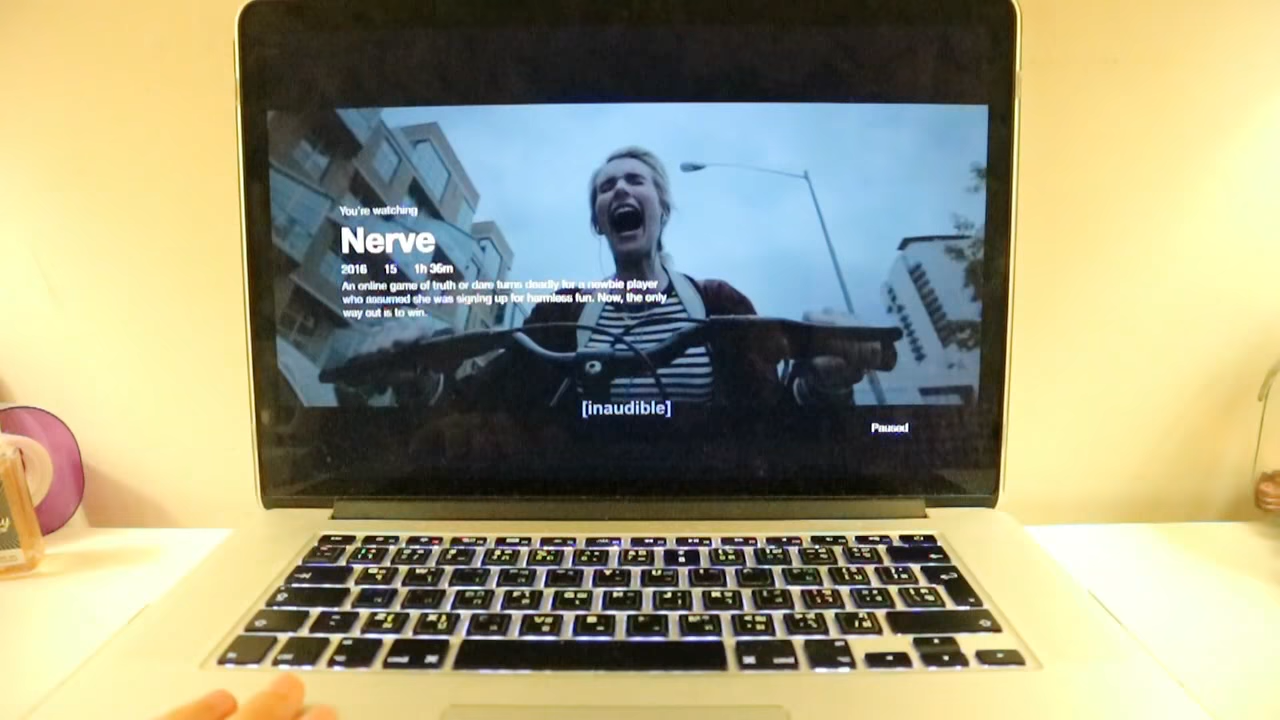 You're watching
Nerve
2016 15 1h 36m
An online game of truth or dare turns deadly for a newbie player
who assumed she was signing up for harmless fun. Now, the only
way out is to win.
[inaudible]
Paused